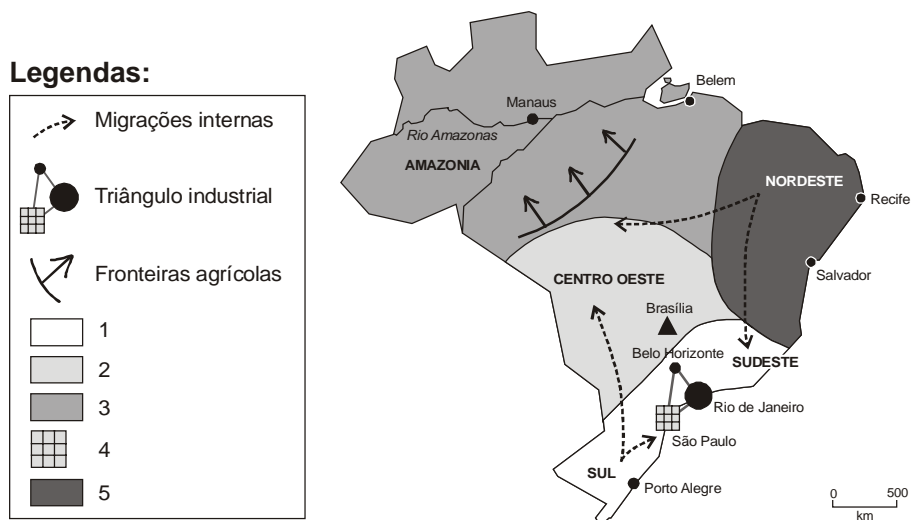 Legendas:
Migrações internas
Triângulo industrial
Fronteiras agrícolas
1
2
3
4
5
Belem
Manaus
Rio Amazonas
AMAZONIA
NORDESTE
Recife
Salvador
CENTRO OESTE
Brasília
Belo Horizonte
SUDESTE
Rio de Janeiro
São Paulo
SUL
Porto Alegre
0 500
km